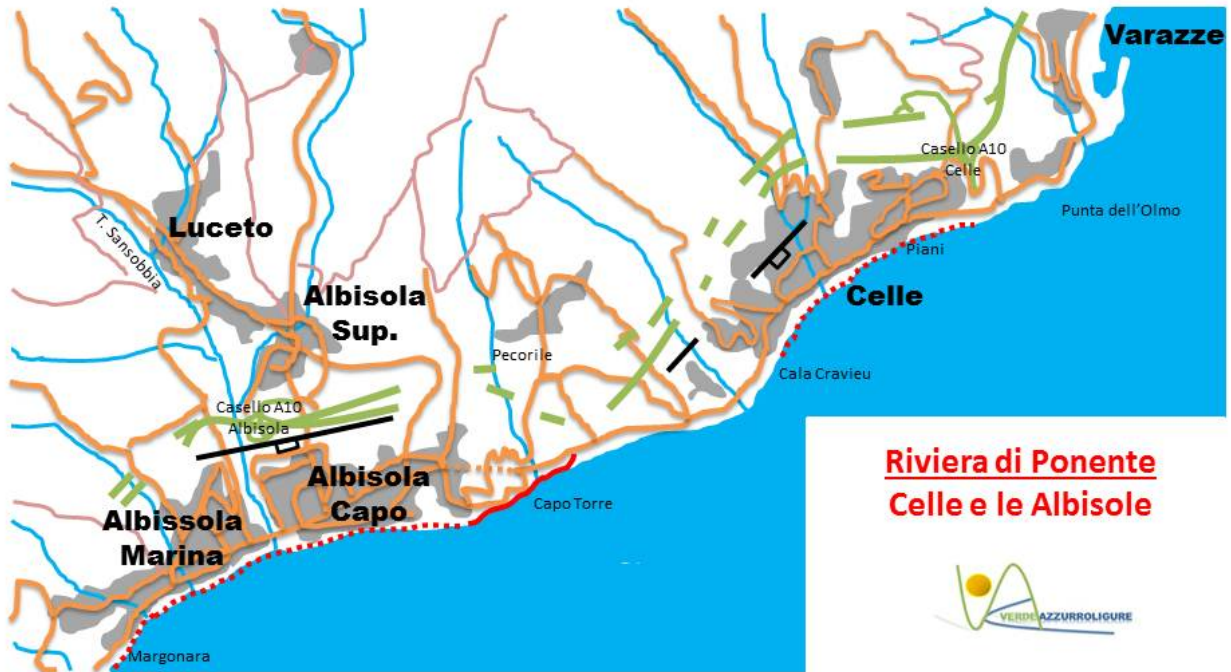 Varazze
Casello A10
Celle
Punta dell'Olmo
Luceto
T. Sansobbia
Piani
Celle
Albisola
Sup.
Pecorile
Cala Cravieu
Casello A10
Albisola
Albisola
Capo
Capo Torre
Albissola
Marina
Margonara
Riviera di Ponente
Celle e le Albisole
VERDEAZZURROLIGURE